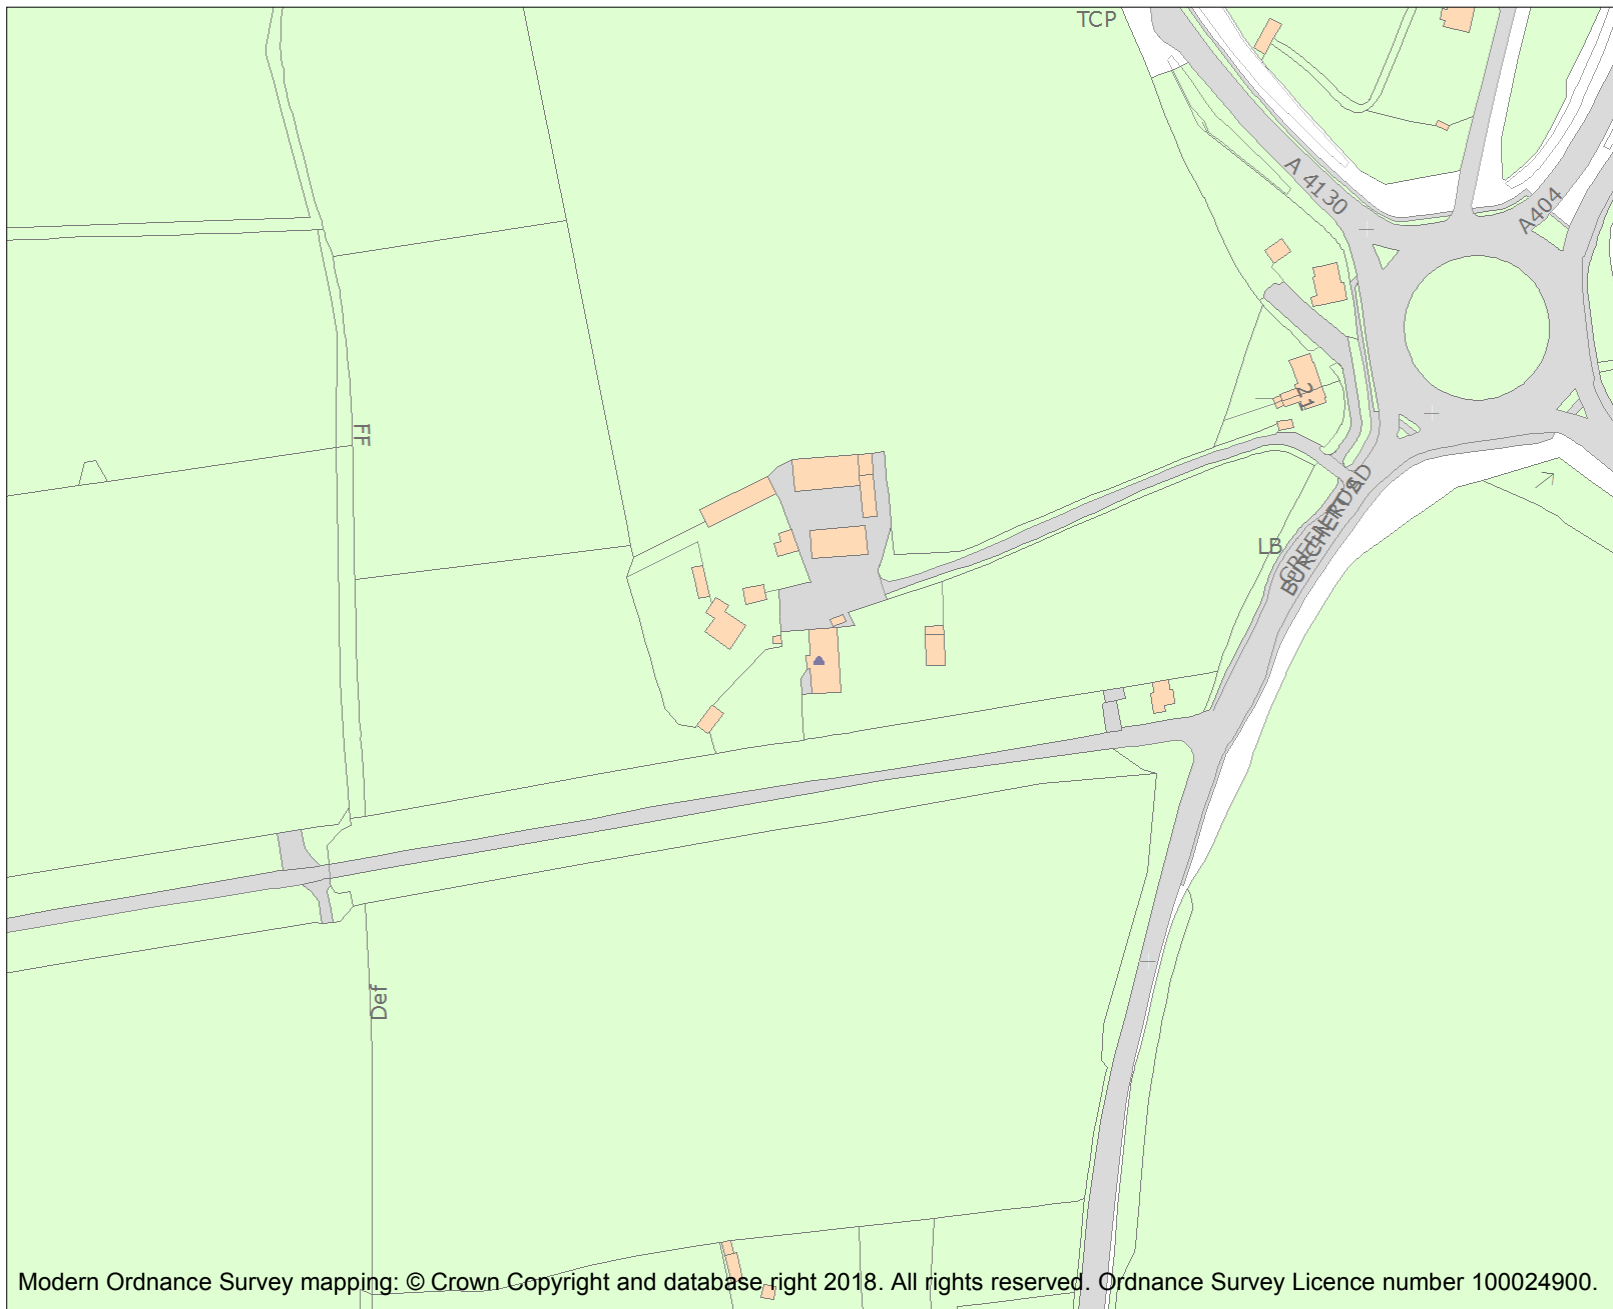 TCP
A 4130
A404
21
FF
LB
BURCHETTS
Def
Modern Ordnance Survey mapping: © Crown Copyright and database right 2018. All rights reserved. Ordnance Survey Licence number 100024900.